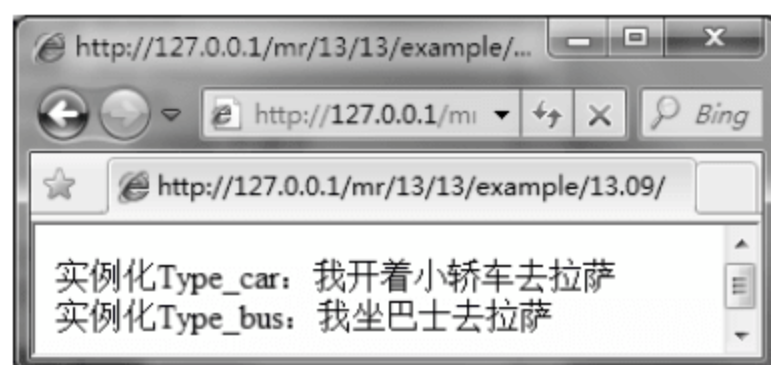 http://127.0.0.1/mr/13/13/example/...
http://127.0.0.1/mı
Bing
http://127.0.0.1/mr/13/13/example/13.09/
实例化Type_car：我开着小轿车去拉萨
实例化Type_bus：我坐巴士去拉萨